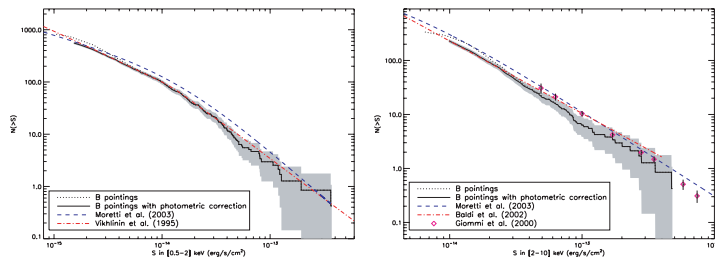 1000.0
100.0
10.0
1.0
0.1
N(>S)
B pointings
B pointings with photometric correction
Moretti et al. (2003)
Vikhlinin et al. (1995)
10⁻¹⁵
10⁻¹⁴
10⁻¹³
S in [0.5-2] keV (erg/s/cm²)
1000.0
100.0
10.0
1.0
0.1
N(>S)
B pointings
B pointings with photometric correction
Moretti et al. (2003)
Baldi et al. (2002)
Giommi et al. (2000)
10⁻¹⁴
10⁻¹³
S in [2-10] keV (erg/s/cm²)